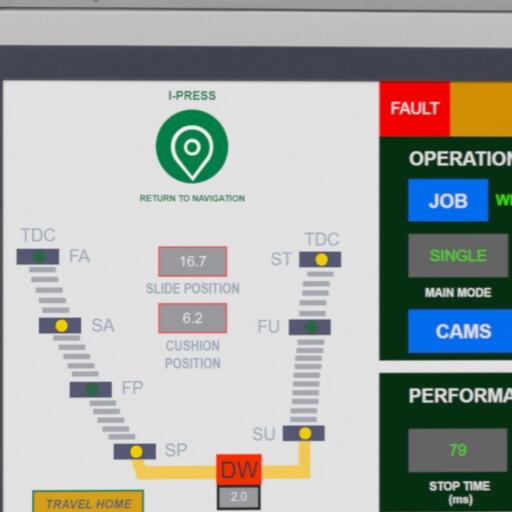 I-PRESS
RETURN TO NAVIGATION
TDC
FA
SA
FP
SP
16.7
SLIDE POSITION
6.2
CUSHION
POSITION
TDC
ST
FU
SU
DW
2.0
TRAVEL HOME
FAULT
OPERATION
JOB
SINGLE
MAIN MODE
CAMS
PERFORMA
79
STOP TIME
(ms)